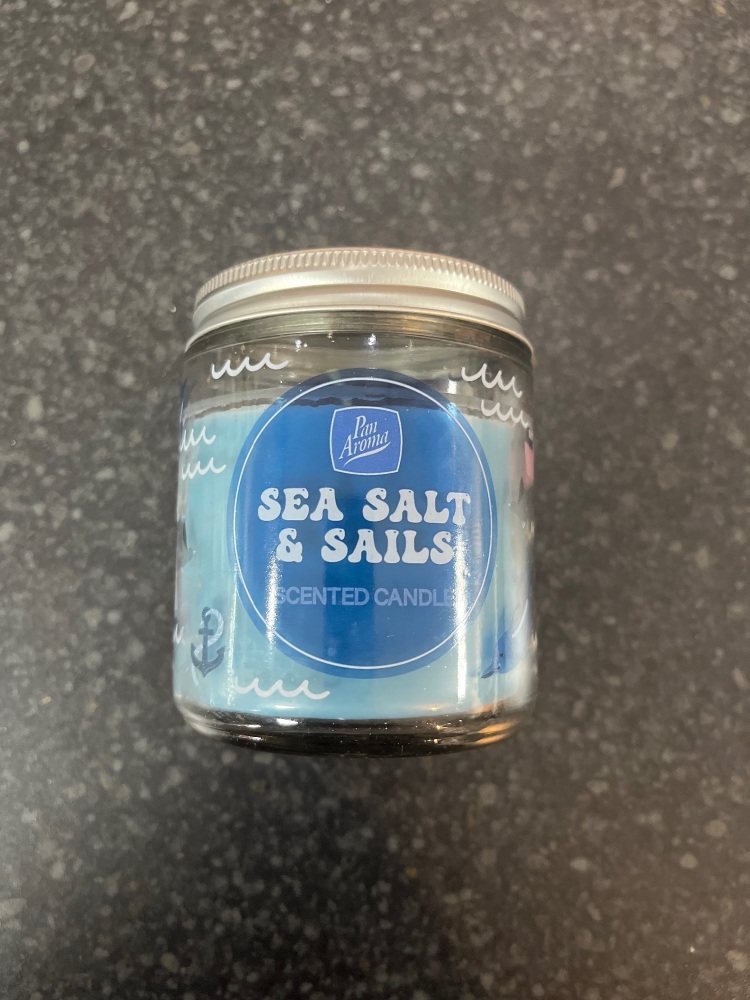 Pan
Aroma
SEA SALT
& SAILS
SCENTED CANDLE